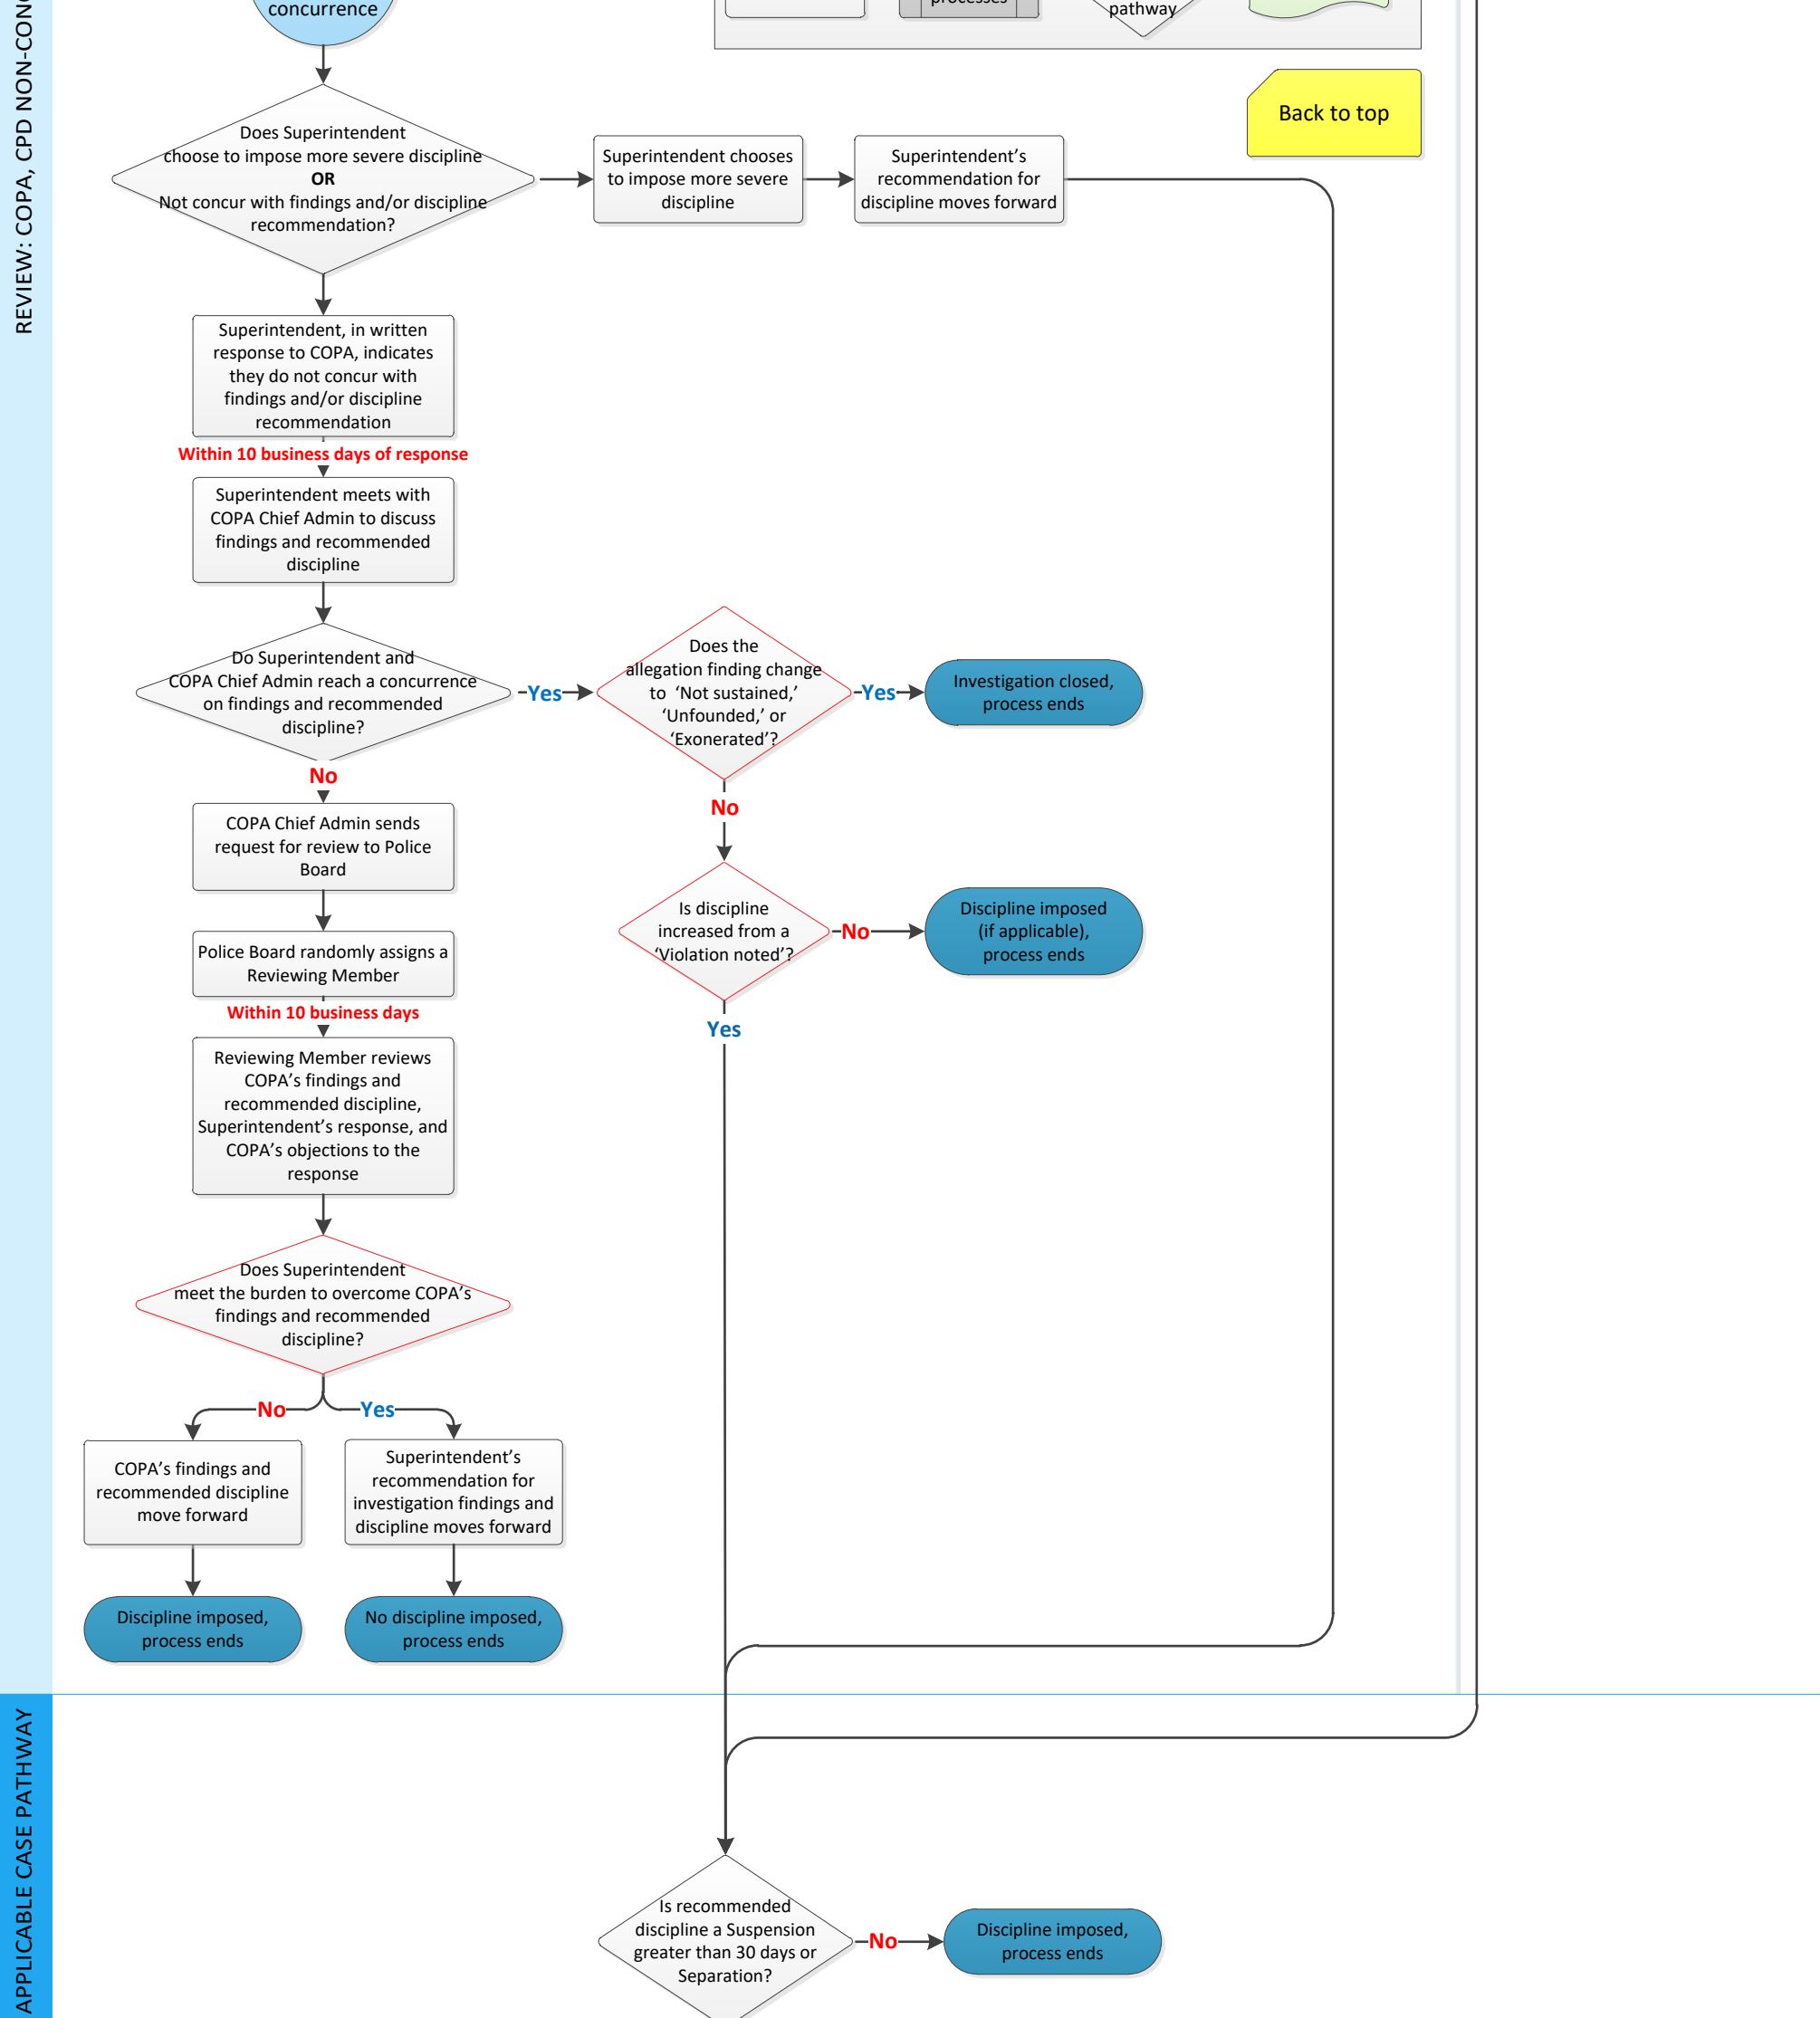 concurrence
processes
pathway
REVIEW: COPA, CPD
Back to top
Does Superintendent
choose to impose more severe discipline
OR
Not concur with findings and/or discipline
recommendation?
Superintendent chooses
to impose more severe
discipline
Superintendent’s
recommendation for
discipline moves forward
Superintendent, in written
response to COPA, indicates
they do not concur with
findings and/or discipline
recommendation
Within 10 business days of response
Superintendent meets with
COPA Chief Admin to discuss
findings and recommended
discipline
Do Superintendent and
COPA Chief Admin reach a concurrence
on findings and recommended
discipline?
Yes
Does the
allegation finding change
to ‘Not sustained,’
‘Unfounded,’ or
‘Exonerated’?
Yes
Investigation closed,
process ends
No
No
COPA Chief Admin sends
request for review to Police
Board
Is discipline
increased from a
‘Violation noted’?
No
Discipline imposed
(if applicable),
process ends
Yes
Police Board randomly assigns a
Reviewing Member
Within 10 business days
Reviewing Member reviews
COPA’s findings and
recommended discipline,
Superintendent’s response, and
COPA’s objections to the
response
Does Superintendent
meet the burden to overcome COPA’s
findings and recommended
discipline?
No
Yes
COPA’s findings and
recommended discipline
move forward
Superintendent’s
recommendation for
investigation findings and
discipline moves forward
Discipline imposed,
process ends
No discipline imposed,
process ends
APPLICABLE CASE PATHWAY
Is recommended
discipline a Suspension
greater than 30 days or
Separation?
No
Discipline imposed,
process ends